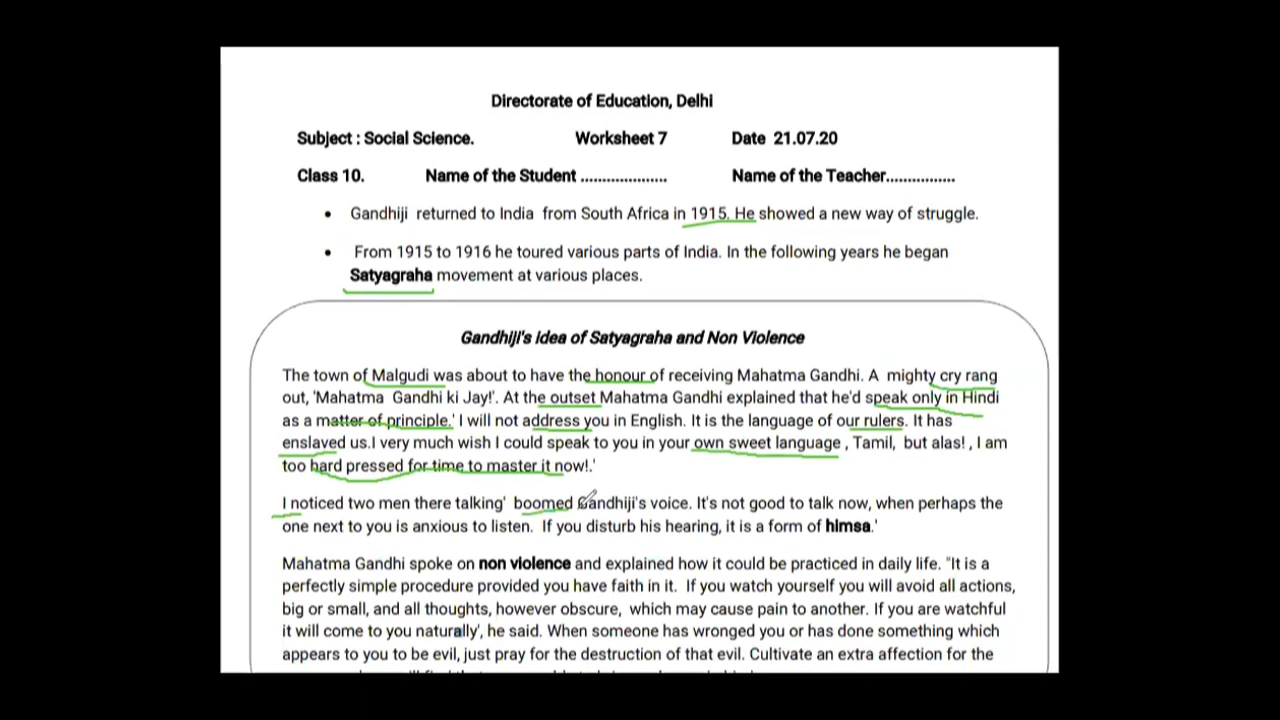 Directorate of Education, Delhi
Subject : Social Science. Worksheet 7 Date 21.07.20
Class 10. Name of the Student .................... Name of the Teacher................
• Gandhiji returned to India from South Africa in 1915. He showed a new way of struggle.
• From 1915 to 1916 he toured various parts of India. In the following years he began
Satyagraha movement at various places.
Gandhiji's idea of Satyagraha and Non Violence
The town of Malgudi was about to have the honour of receiving Mahatma Gandhi. A mighty cry rang
out, 'Mahatma Gandhi ki Jay!'. At the outset Mahatma Gandhi explained that he'd speak only in Hindi
as a matter of principle.' I will not address you in English. It is the language of our rulers. It has
enslaved us.I very much wish I could speak to you in your own sweet language , Tamil, but alas! , I am
too hard pressed for time to master it now!.'
I noticed two men there talking' boomed Gandhiji's voice. It's not good to talk now, when perhaps the
one next to you is anxious to listen. If you disturb his hearing, it is a form of himsa.'
Mahatma Gandhi spoke on non violence and explained how it could be practiced in daily life. "It is a
perfectly simple procedure provided you have faith in it. If you watch yourself you will avoid all actions,
big or small, and all thoughts, however obscure, which may cause pain to another. If you are watchful
it will come to you naturally', he said. When someone has wronged you or has done something which
appears to you to be evil, just pray for the destruction of that evil. Cultivate an extra affection for the